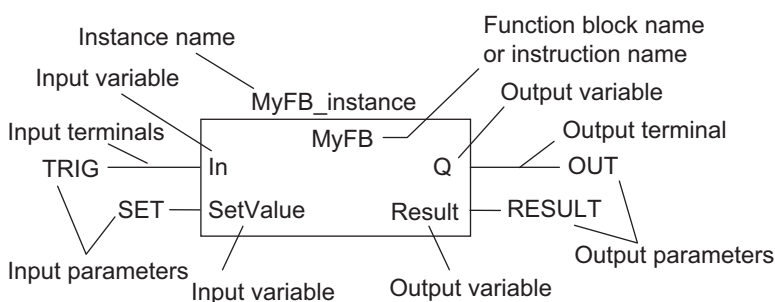 Instance name
Function block name
or instruction name
Input variable
MyFB_instance
Output variable
Input terminals
MyFB
Output terminal
TRIG
In
Q
OUT
SET
SetValue
Result
RESULT
Input parameters
Output parameters
Input variable
Output variable